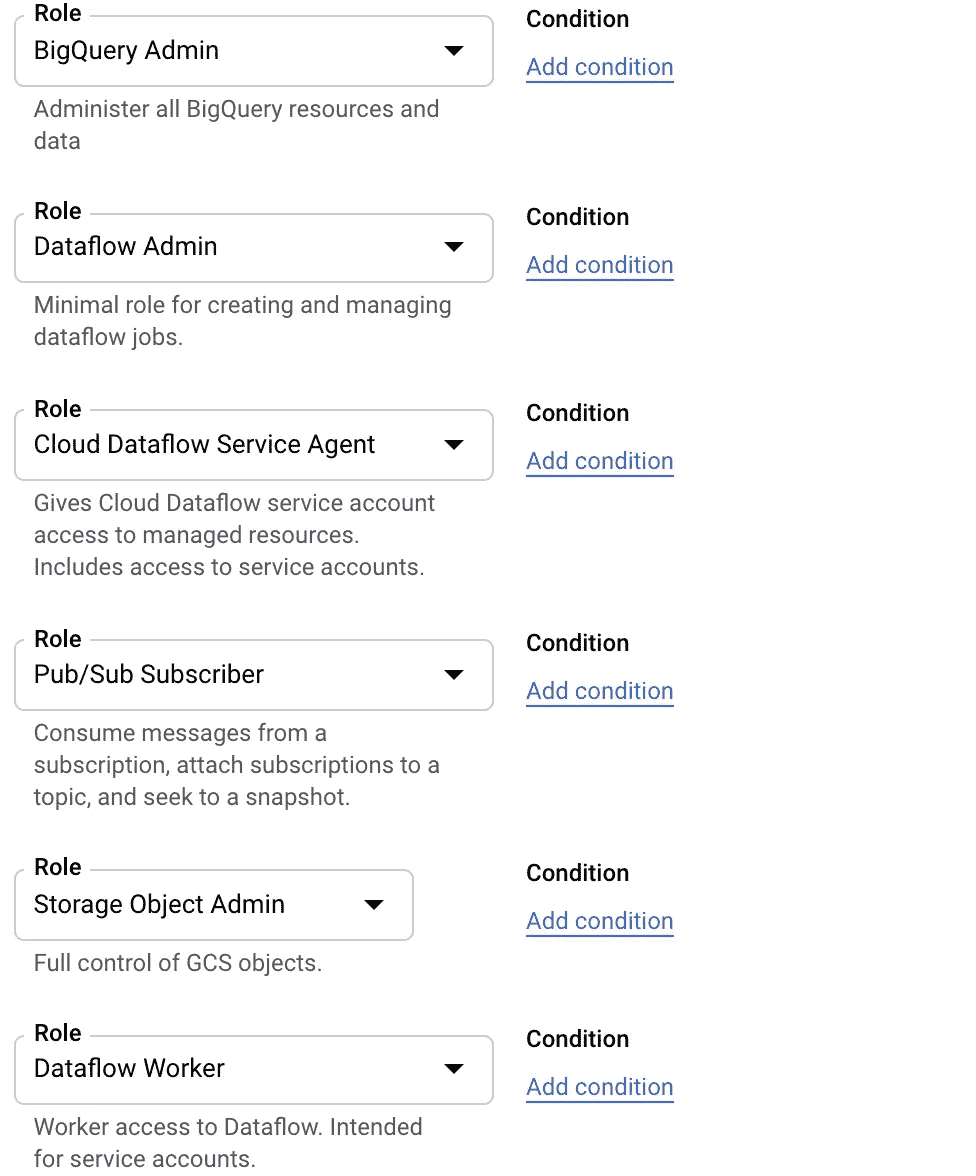 Role
Condition
BigQuery Admin
Add condition
Administer all BigQuery resources and
data
Role
Condition
Dataflow Admin
Add condition
Minimal role for creating and managing
dataflow jobs.
Role
Condition
Cloud Dataflow Service Agent
Add condition
Gives Cloud Dataflow service account
access to managed resources.
Includes access to service accounts.
Role
Condition
Pub/Sub Subscriber
Add condition
Consume messages from a
subscription, attach subscriptions to a
topic, and seek to a snapshot.
Role
Condition
Storage Object Admin
Add condition
Full control of GCS objects.
Role
Condition
Dataflow Worker
Add condition
Worker access to Dataflow. Intended
for service accounts.